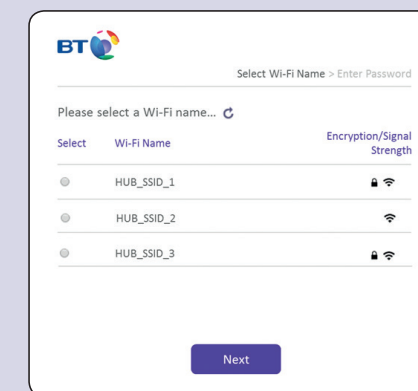 BT
Select Wi-Fi Name > Enter Password
Please select a Wi-Fi name...
Select Wi-Fi Name Encryption/Signal
Strength
HUB_SSID_1
HUB_SSID_2
HUB_SSID_3
Next